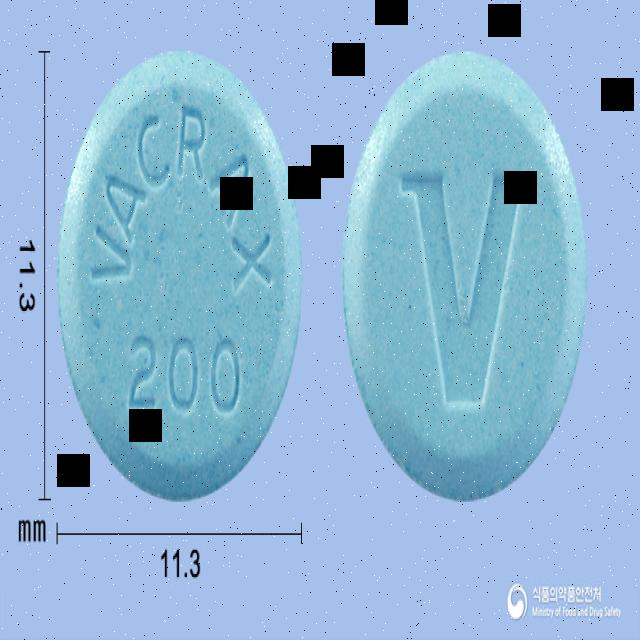 VACRAX
200
V
11.3
mm
11.3
식품의약품안전처
Ministry of Food and Drug Safety